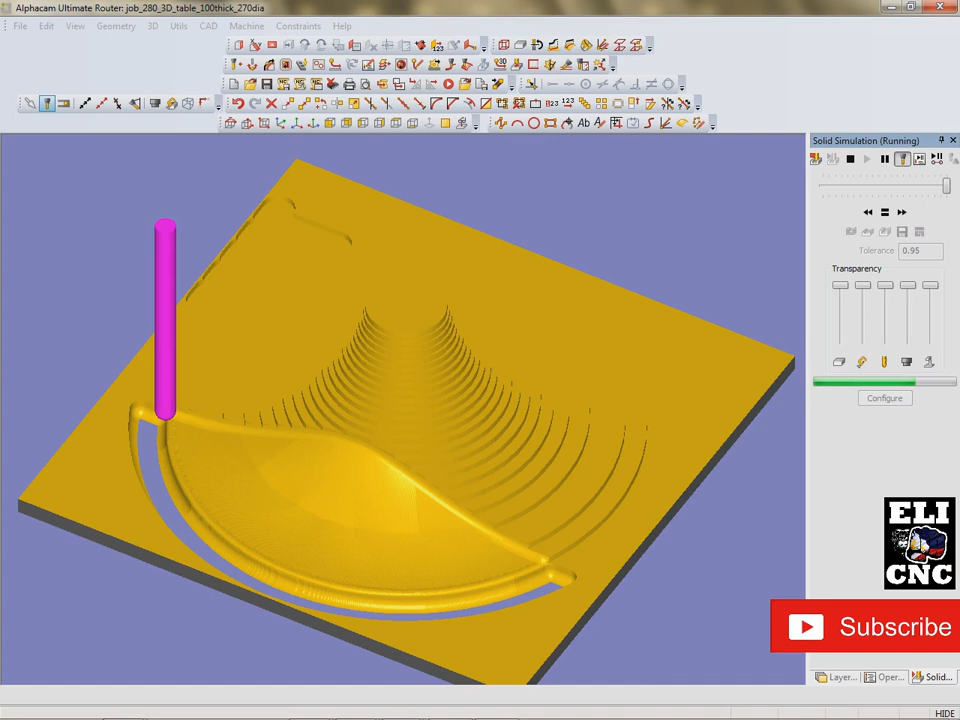 Alphacam Ultimate Router: job_280_3D_table_100thick_270dia
File Edit View Geometry 3D Utils CAD Machine Constraints Help
Solid Simulation (Running)
Tolerance 0.95
Transparency
Configure
ELI
CNC
Subscribe
Layer... Oper... Solid...
HIDE